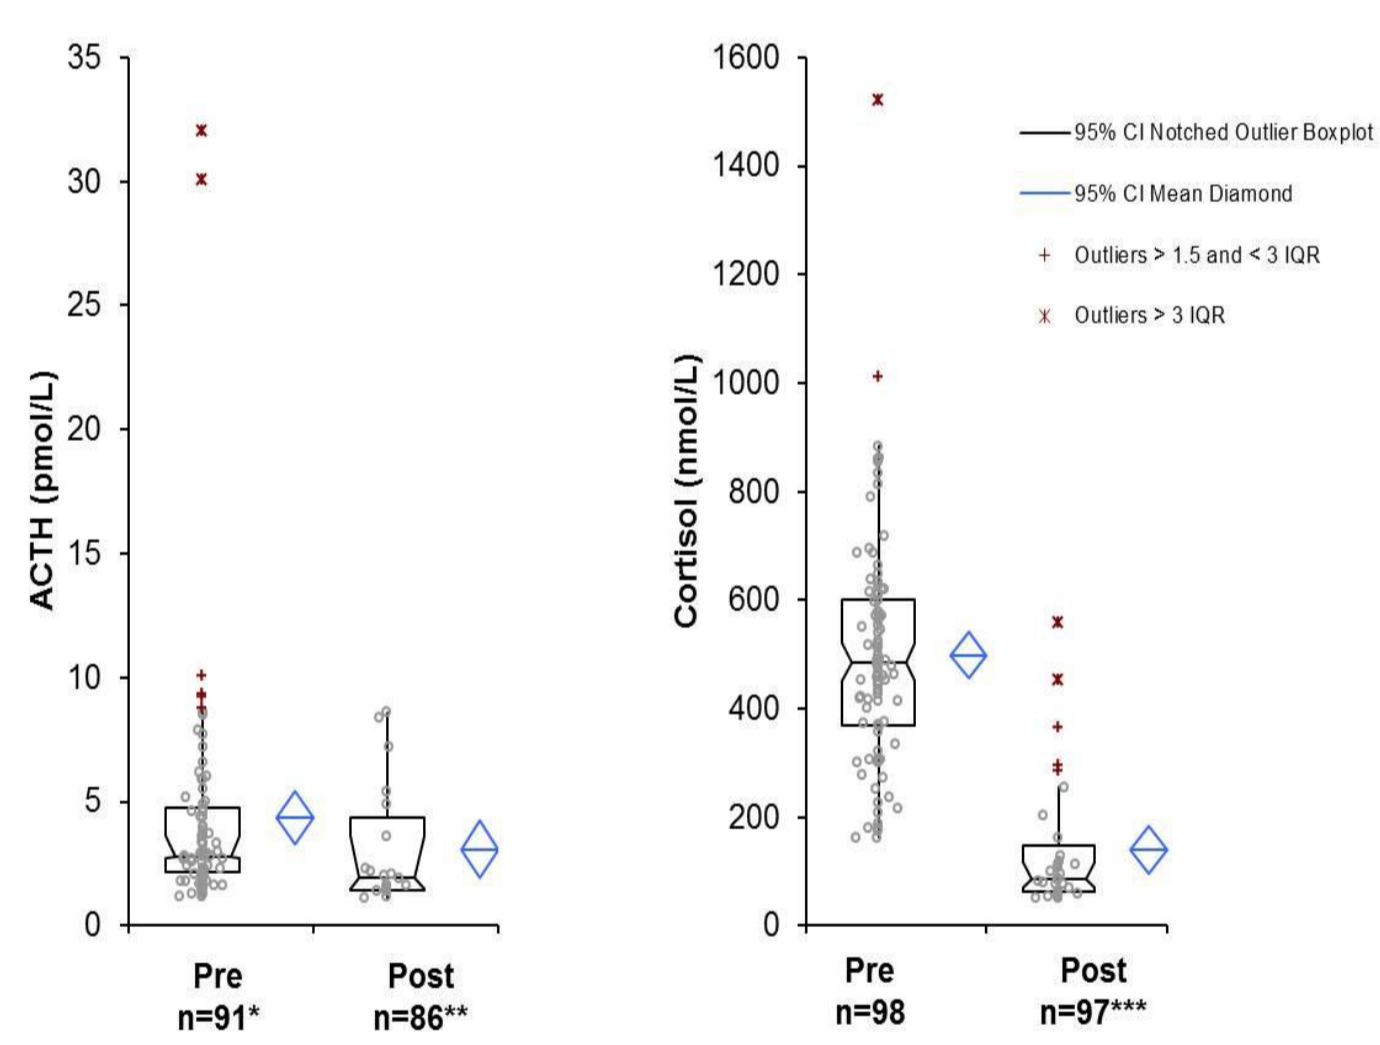 35
30
25
20
15
10
5
0
ACTH (pmol/L)
Pre
n=91*
Post
n=86**
1600
1400
1200
1000
800
600
400
200
0
Cortisol (nmol/L)
Pre
n=98
Post
n=97***
95% CI Notched Outlier Boxplot
95% CI Mean Diamond
Outliers > 1.5 and < 3 IQR
Outliers > 3 IQR